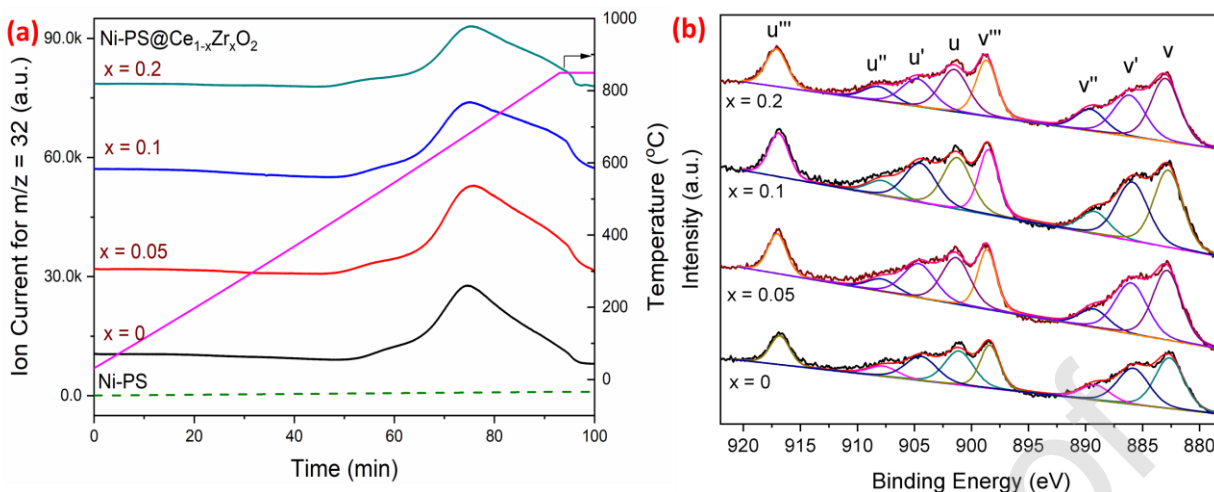 (a)
Ni-PS@Ce1-xZrxO2
x = 0.2
x = 0.1
x = 0.05
x = 0
Ni-PS
90.0k
60.0k
30.0k
0.0
Ion Current for m/z = 32 (a.u.)
0 20 40 60 80 100
Time (min)
1000
800
600
400
200
0
Temperature (°C)
(b)
u''' u'' u' u v''' v'' v' v
x = 0.2
x = 0.1
x = 0.05
x = 0
Intensity (a.u.)
920 915 910 905 900 895 890 885 880
Binding Energy (eV)